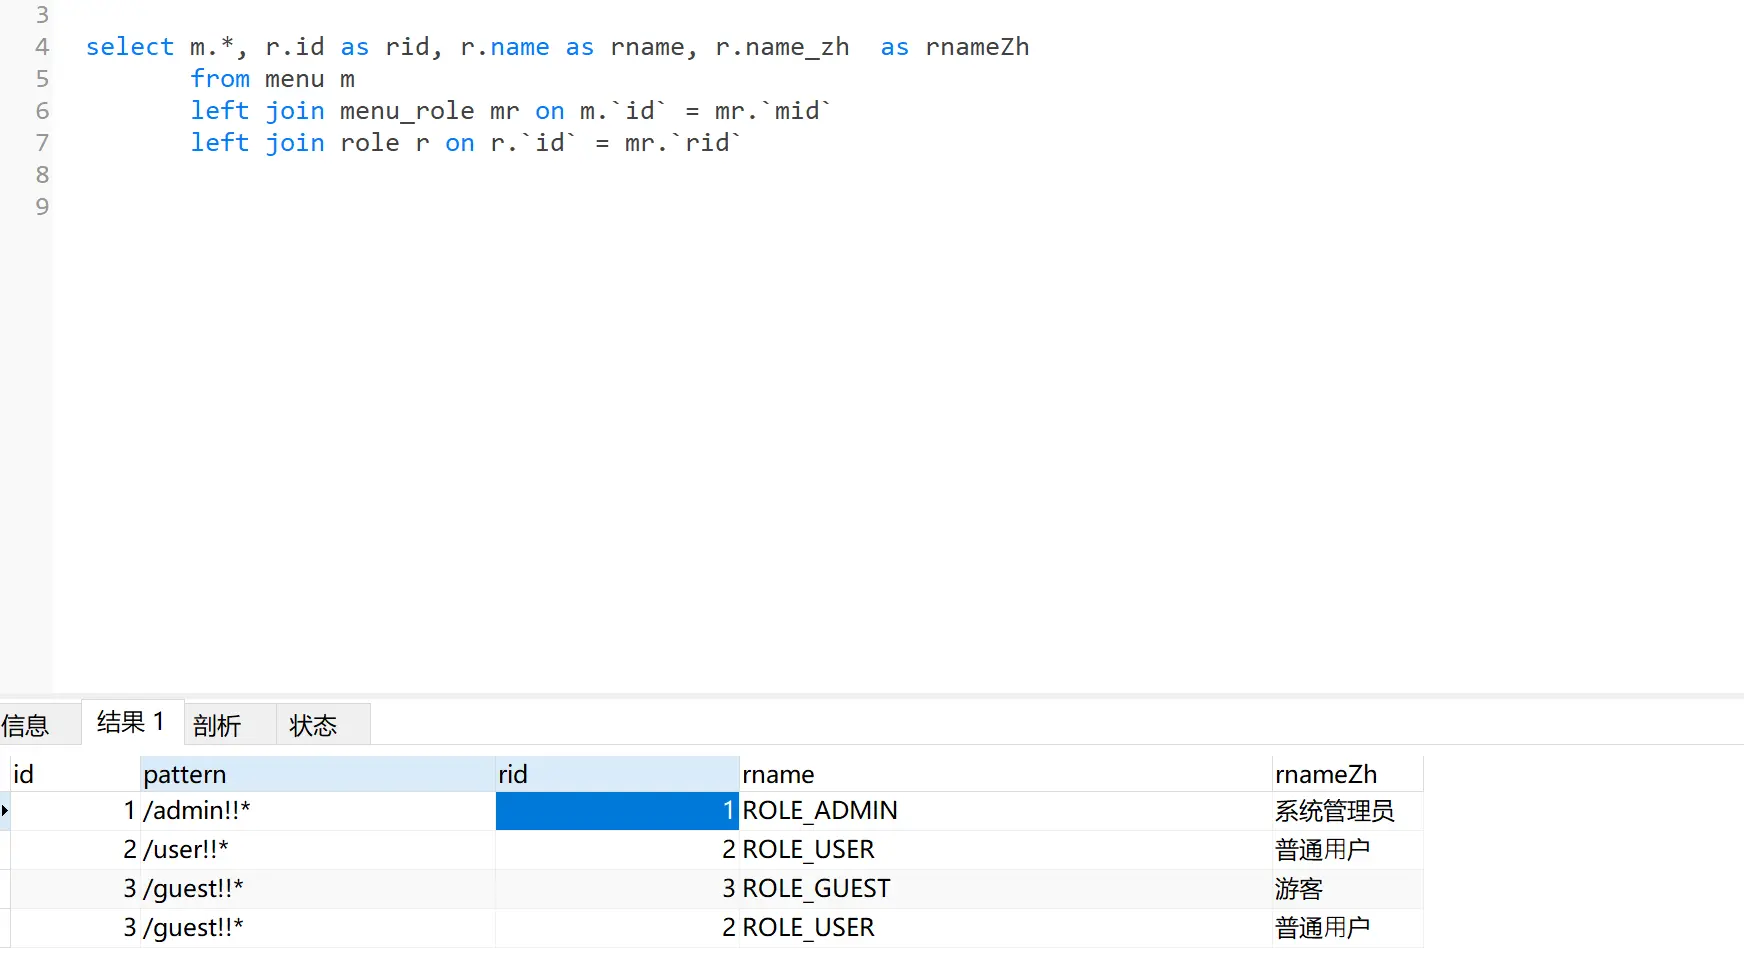 3
4 select m.*, r.id as rid, r.name as rname, r.name_zh  as rnameZh
5 from menu m
6 left join menu_role mr on m.`id` = mr.`mid`
7 left join role r on r.`id` = mr.`rid`
8
9
信息 结果 1 剖析 状态
id pattern rid rname rnameZh
1 /admin!!* 1 ROLE_ADMIN 系统管理员
2 /user!!* 2 ROLE_USER 普通用户
3 /guest!!* 3 ROLE_GUEST 游客
3 /guest!!* 2 ROLE_USER 普通用户